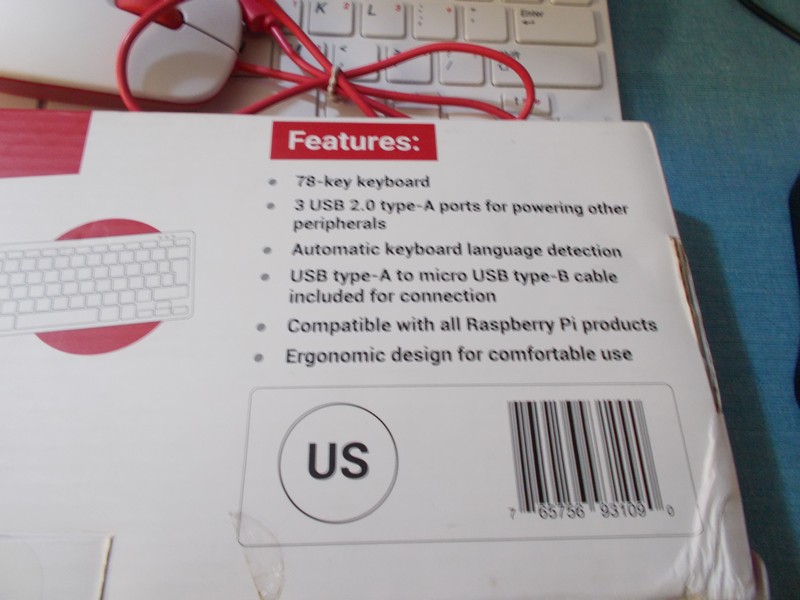 K L : Enter
< > ?
Features:
78-key keyboard
3 USB 2.0 type-A ports for powering other
peripherals
Automatic keyboard language detection
USB type-A to micro USB type-B cable
included for connection
Compatible with all Raspberry Pi products
Ergonomic design for comfortable use
US
7 65756 93109 0